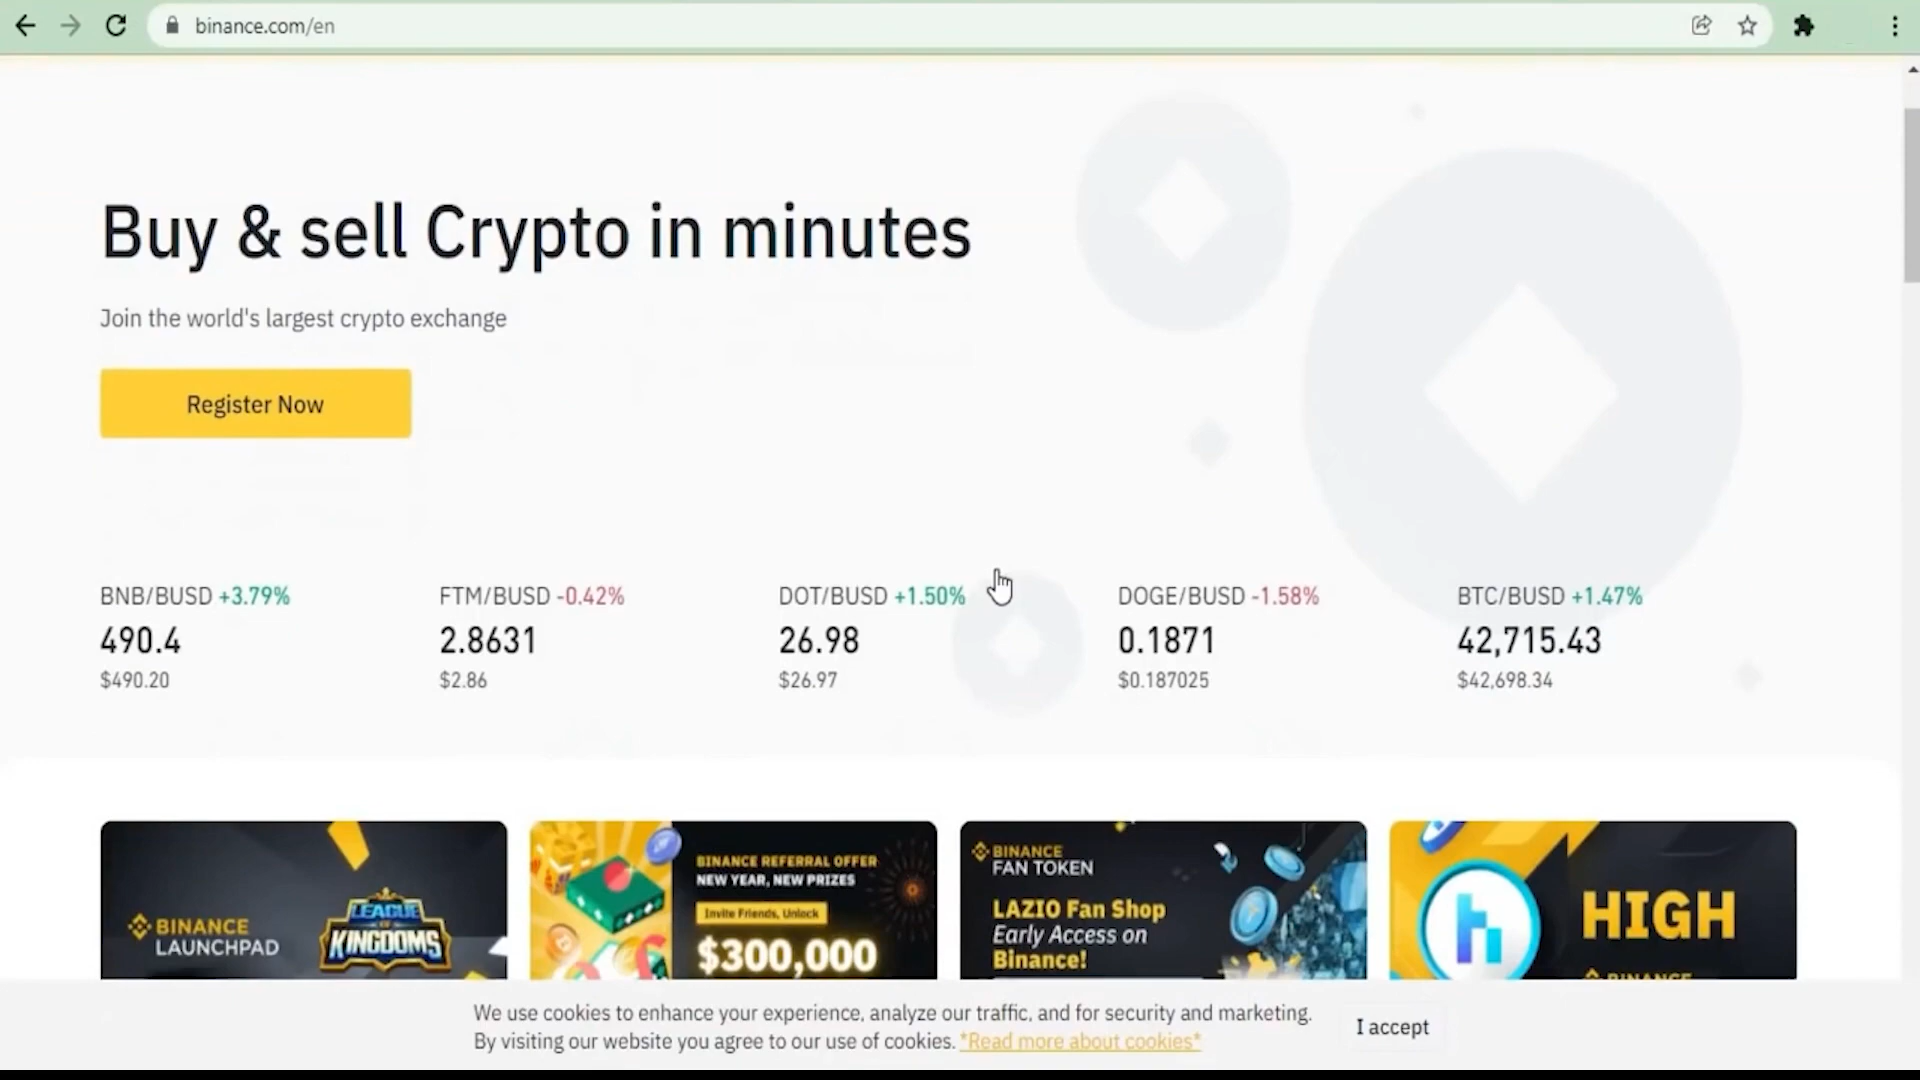 binance.com/en
Buy & sell Crypto in minutes
Join the world's largest crypto exchange
Register Now
BNB/BUSD +3.79%
490.4
$490.20
FTM/BUSD -0.42%
2.8631
$2.86
DOT/BUSD +1.50%
26.98
$26.97
DOGE/BUSD -1.58%
0.1871
$0.187025
BTC/BUSD +1.47%
42,715.43
$42,698.34
BINANCE
LAUNCHPAD
LEAGUE
OF
KINGDOMS
BINANCE REFERRAL OFFER
NEW YEAR, NEW PRIZES
Invite Friends, Unlock
$300,000
BINANCE
FAN TOKEN
LAZIO Fan Shop
Early Access on
Binance!
HIGH
BINANCE
We use cookies to enhance your experience, analyze our traffic, and for security and marketing.
By visiting our website you agree to our use of cookies. *Read more about cookies*
I accept